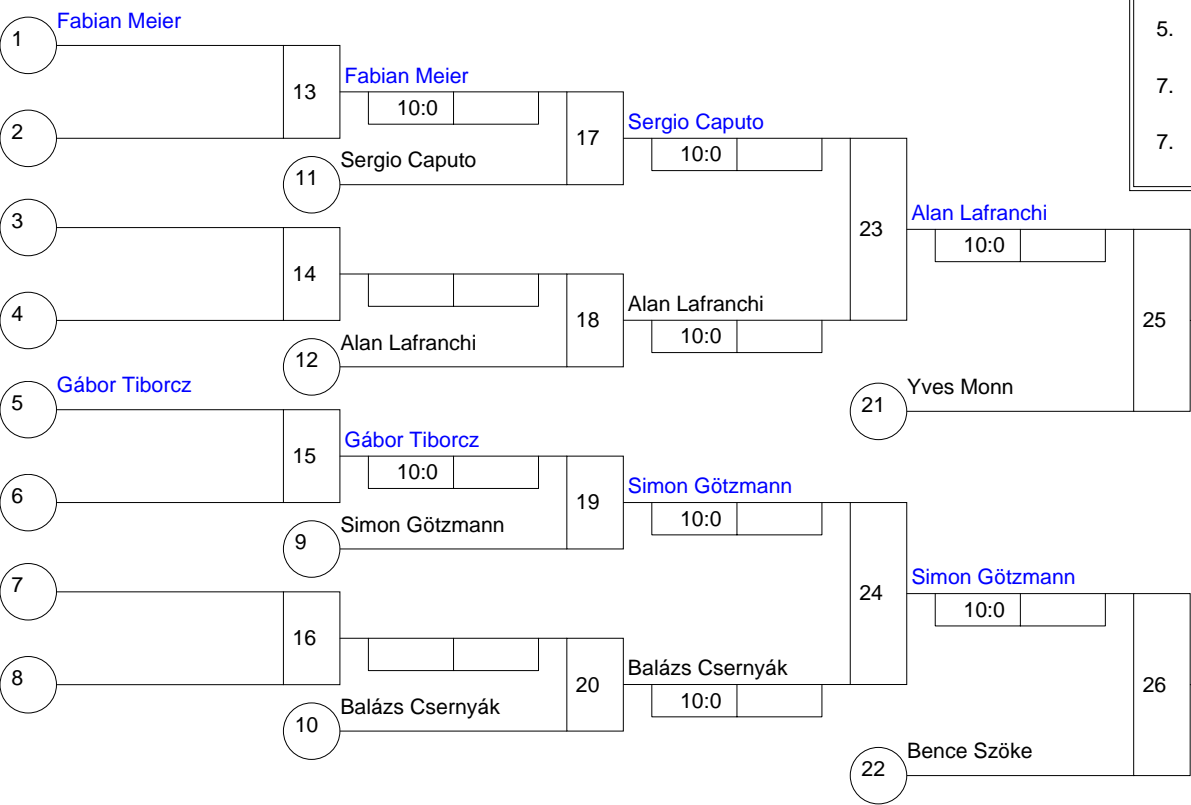 Fabian Meier
1
5.
Fabian Meier
13
7.
10:0
Sergio Caputo
2
17
7.
Sergio Caputo
10:0
11
3
Alan Lafranchi
23
10:0
14
Alan Lafranchi
4
18
25
Alan Lafranchi
10:0
12
Gábor Tiborcz
Yves Monn
5
21
Gábor Tiborcz
15
10:0
Simon Götzmann
6
19
Simon Götzmann
10:0
9
7
Simon Götzmann
24
10:0
16
Balázs Csernyák
8
20
26
10:0
Balázs Csernyák
10
Bence Szöke
22